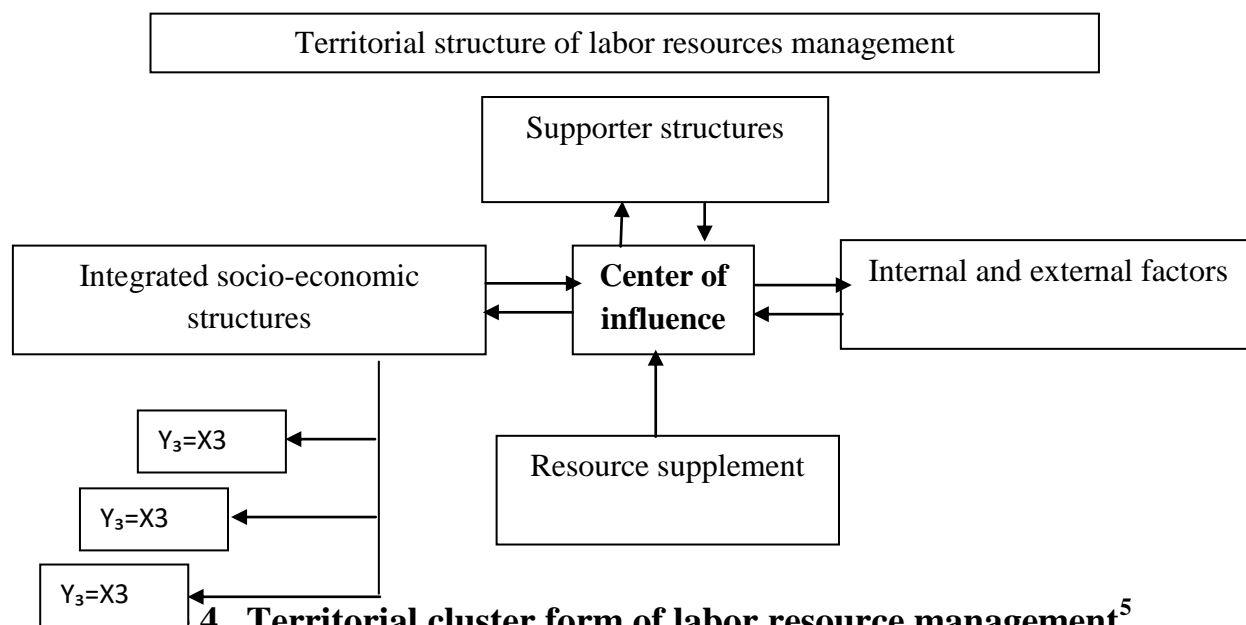 Territorial structure of labor resources management
Supporter structures
Integrated socio-economic
structures
Center of
influence
Internal and external factors
Resource supplement
Y₃=X3
Y₃=X3
Y₃=X3
4. Territorial cluster form of labor resource management⁵